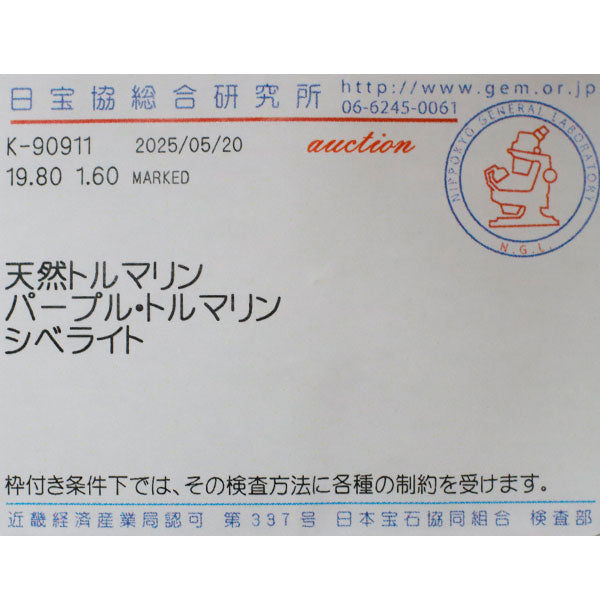 日宝協総合研究所
http://www.gem.or.jp
06-6245-0061
K-90911 2025/05/20 auction
19.80 1.60 MARKED
NIPPOKYO GENERAL LABORATORY
N.G.L.
天然トルマリン
パープル・トルマリン
シベライト
枠付き条件下では、その検査方法に各種の制約を受けます。
近畿経済産業局認可 第397号 日本宝石協同組合 検査部